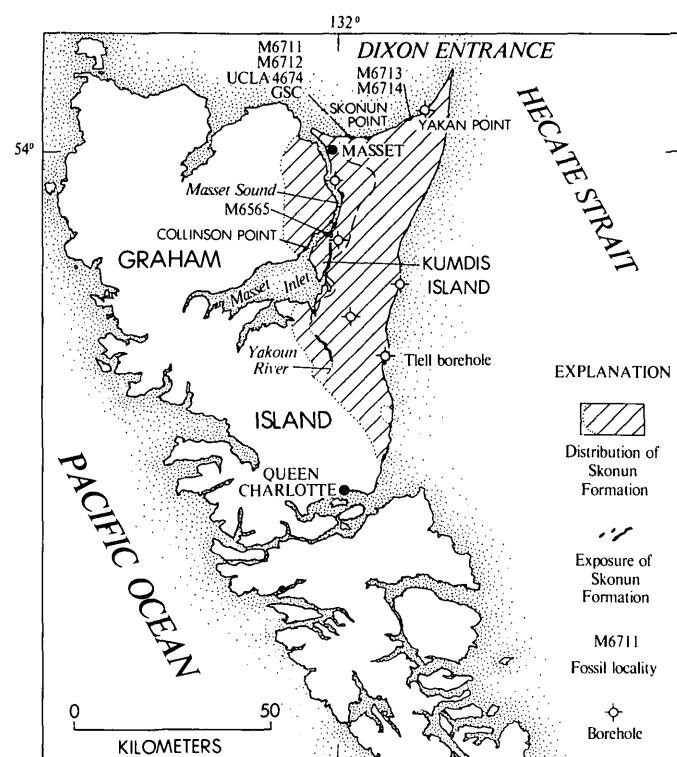 132°
DIXON ENTRANCE
M6711
M6712
UCLA 4674
GSC
SKONUN
POINT
M6713
M6714
YAKAN POINT
HECATE STRAIT
54°
MASSET
Masset Sound
M6565
COLLINSON POINT
GRAHAM
Masset Inlet
KUMDIS
ISLAND
Yakoun
River
Tlell borehole
ISLAND
QUEEN
CHARLOTTE
PACIFIC OCEAN
EXPLANATION
Distribution of
Skonun
Formation
Exposure of
Skonun
Formation
M6711
Fossil locality
Borehole
0
50
KILOMETERS